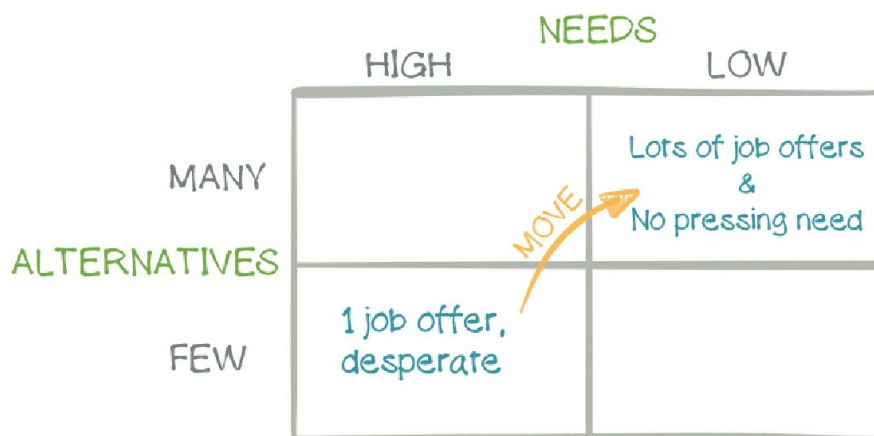 NEEDS
HIGH
LOW
MANY
Lots of job offers
&
No pressing need
MOVE
ALTERNATIVES
1 job offer,
desperate
FEW